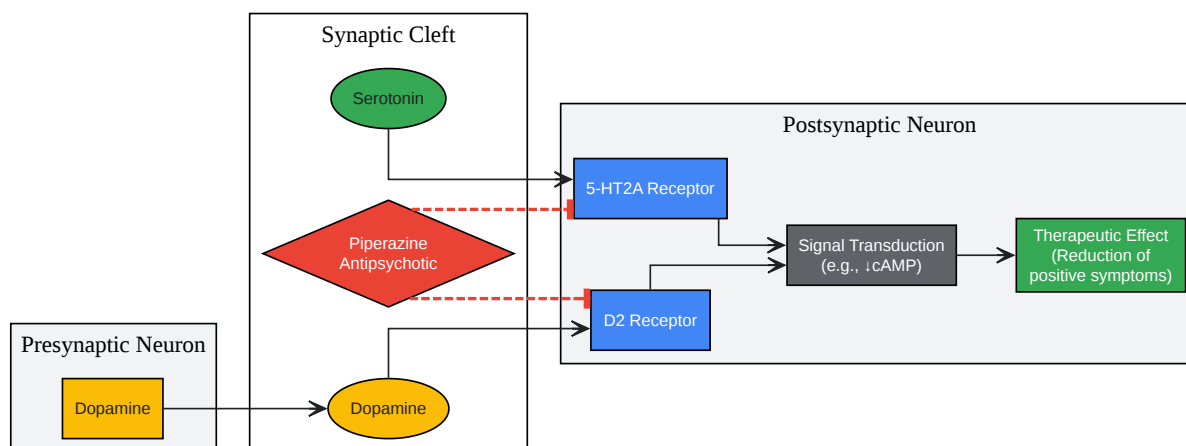 Synaptic Cleft
Serotonin
Postsynaptic Neuron
5-HT2A Receptor
Piperazine
Antipsychotic
Signal Transduction
(e.g., ↓cAMP)
Therapeutic Effect
(Reduction of
positive symptoms)
D2 Receptor
Presynaptic Neuron
Dopamine
Dopamine